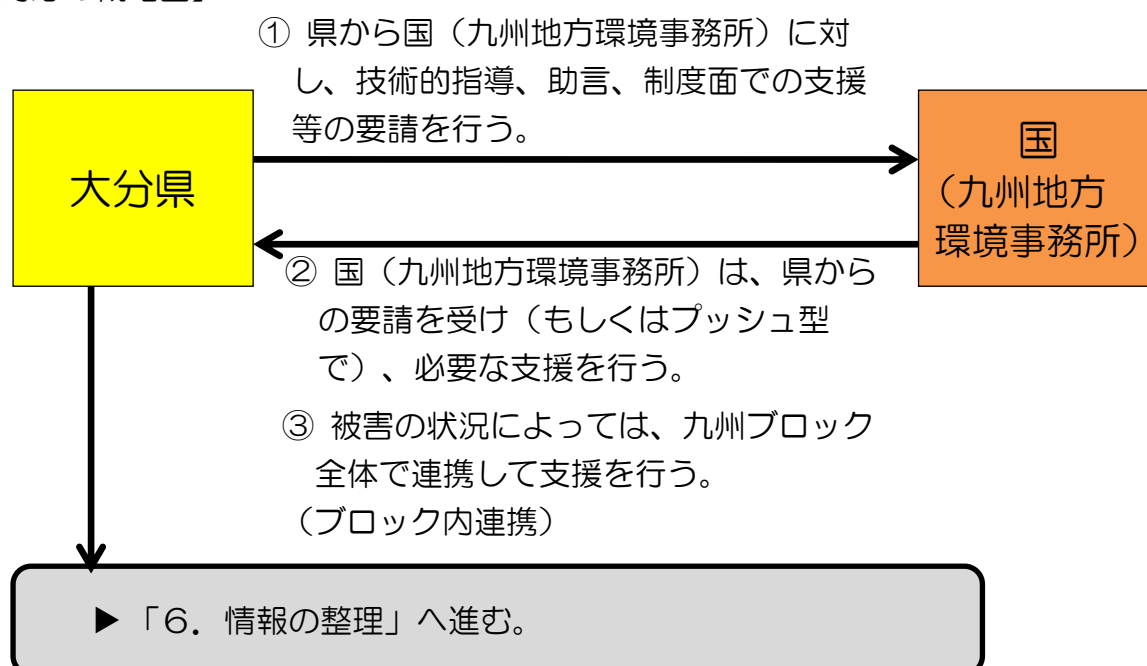 ① 県から国（九州地方環境事務所）に対
し、技術的指導、助言、制度面での支援
等の要請を行う。
大分県
国
（九州地方
環境事務所）
② 国（九州地方環境事務所）は、県から
の要請を受け（もしくはプッシュ型
で）、必要な支援を行う。
③ 被害の状況によっては、九州ブロック
全体で連携して支援を行う。
（ブロック内連携）
▶「６．情報の整理」へ進む。